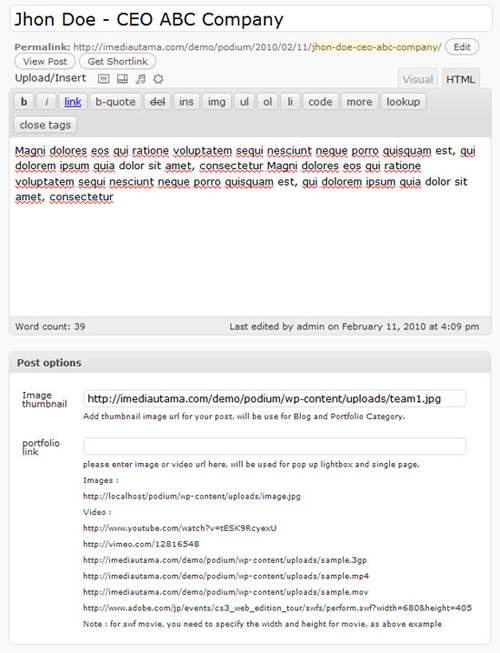 Jhon Doe - CEO ABC Company
Permalink: http://imediautama.com/demo/podium/2010/02/11/jhon-doe-ceo-abc-company/ Edit
View Post Get Shortlink
Upload/Insert Visual HTML
b i link b-quote del ins img ul ol li code more lookup
close tags
Magni dolores eos qui ratione voluptatem sequi nesciunt neque porro quisquam est, qui
dolorem ipsum quia dolor sit amet, consectetur Magni dolores eos qui ratione
voluptatem sequi nesciunt neque porro quisquam est, qui dolorem ipsum quia dolor sit
amet, consectetur
Word count: 39 Last edited by admin on February 11, 2010 at 4:09 pm
Post options
Image
thumbnail
http://imediautama.com/demo/podium/wp-content/uploads/team1.jpg
Add thumbnail image url for your post, will be use for Blog and Portfolio Category.
portfolio
link
please enter image or video url here, will be used for pop up lightbox and single page.
Images :
http://localhost/podium/wp-content/uploads/image.jpg
Video :
http://www.youtube.com/watch?v=tESK9RcyexU
http://vimeo.com/12816548
http://imediautama.com/demo/podium/wp-content/uploads/sample.3gp
http://imediautama.com/demo/podium/wp-content/uploads/sample.mp4
http://imediautama.com/demo/podium/wp-content/uploads/sample.mov
http://www.adobe.com/jp/events/cs3_web_edition_tour/swfs/perform.swf?width=680&height=405
Note : for swf movie, you need to specify the width and height for movie, as above example